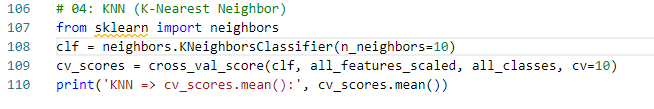 106 # 04: KNN (K-Nearest Neighbor)
107 from sklearn import neighbors
108 clf = neighbors.KNeighborsClassifier(n_neighbors=10)
109 cv_scores = cross_val_score(clf, all_features_scaled, all_classes, cv=10)
110 print('KNN => cv_scores.mean():', cv_scores.mean())